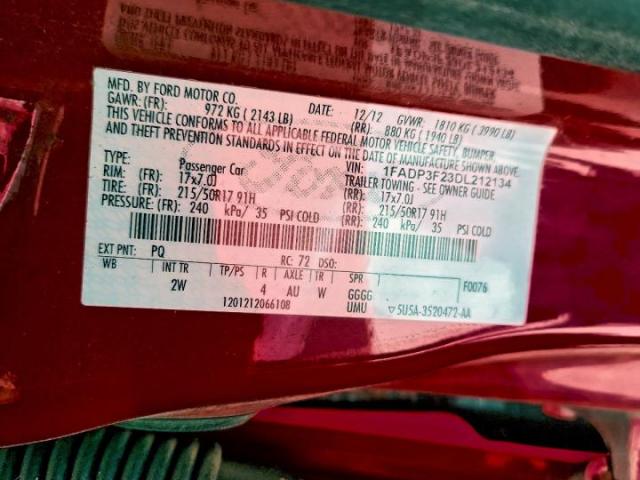 MFD. BY FORD MOTOR CO.
DATE: 12/12 GVWR: 1810 KG ( 3990 LB)
GAWR: (FR): 972 KG ( 2143 LB) (RR): 880 KG ( 1940 LB)
THIS VEHICLE CONFORMS TO ALL APPLICABLE FEDERAL MOTOR VEHICLE SAFETY, BUMPER,
AND THEFT PREVENTION STANDARDS IN EFFECT ON THE DATE OF MANUFACTURE SHOWN ABOVE.
VIN: 1FADP3F23DL212134
TYPE: Passenger Car TRAILER TOWING - SEE OWNER GUIDE
RIM: (FR): 17x7.0J (RR): 17x7.0J
TIRE: (FR): 215/50R17 91H (RR): 215/50R17 91H
PRESSURE: (FR): 240 kPa/ 35 PSI COLD (RR): 240 kPa/ 35 PSI COLD
EXT PNT: PQ RC: 72 DSO: F0076
WB INT TR TP/PS R AXLE TR SPR
2W 4 AU W GGGG
1201212066108 UMU 5U5A-3520472-AA